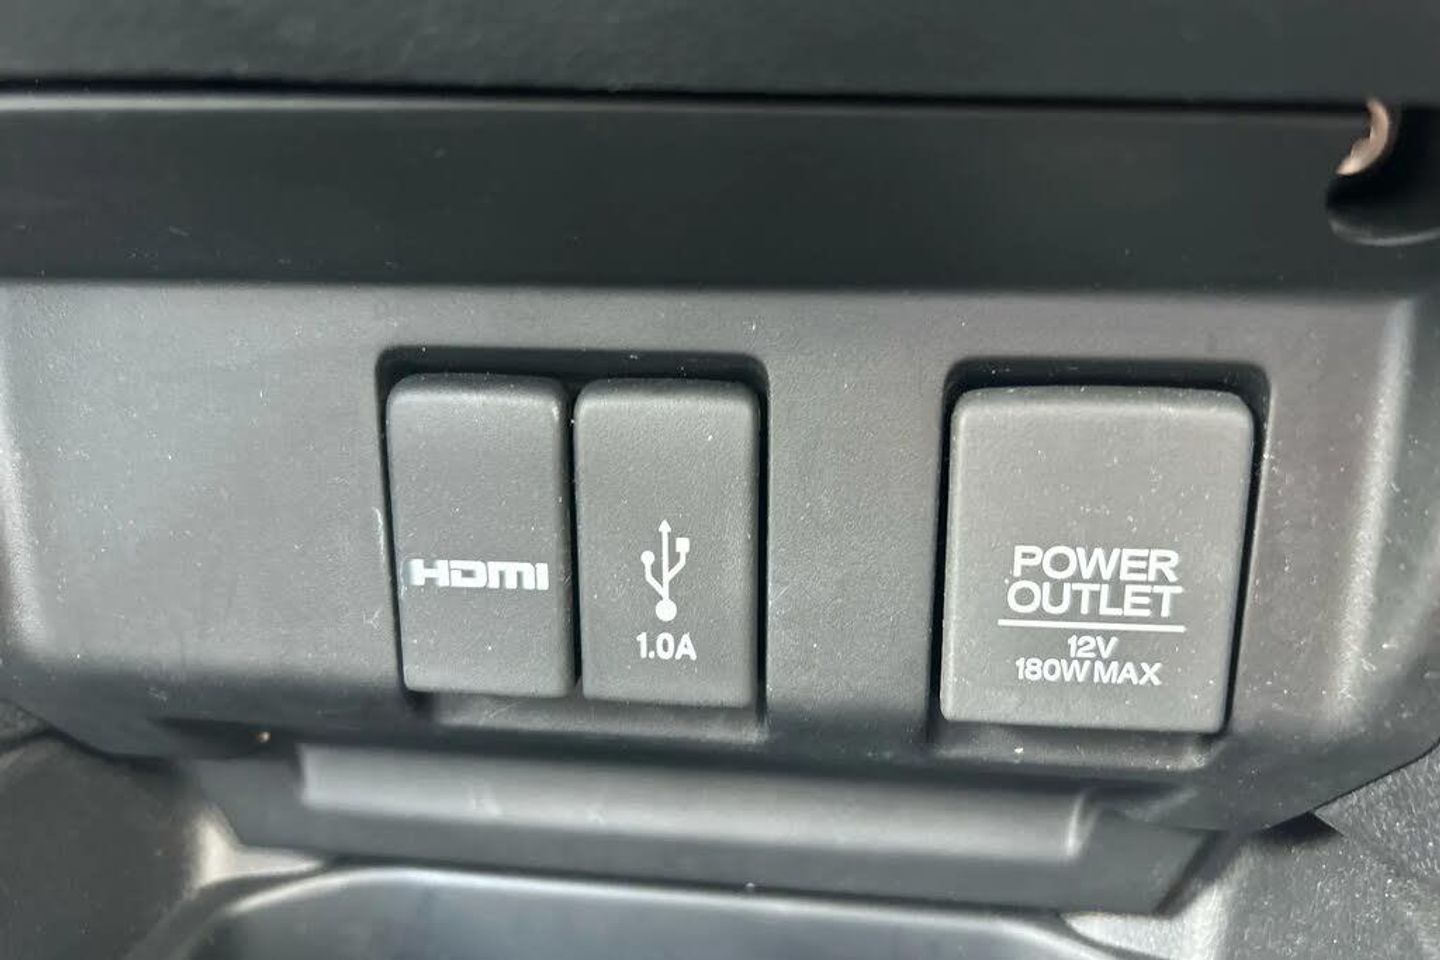 HDMI
1.0A
POWER
OUTLET
12V
180W MAX